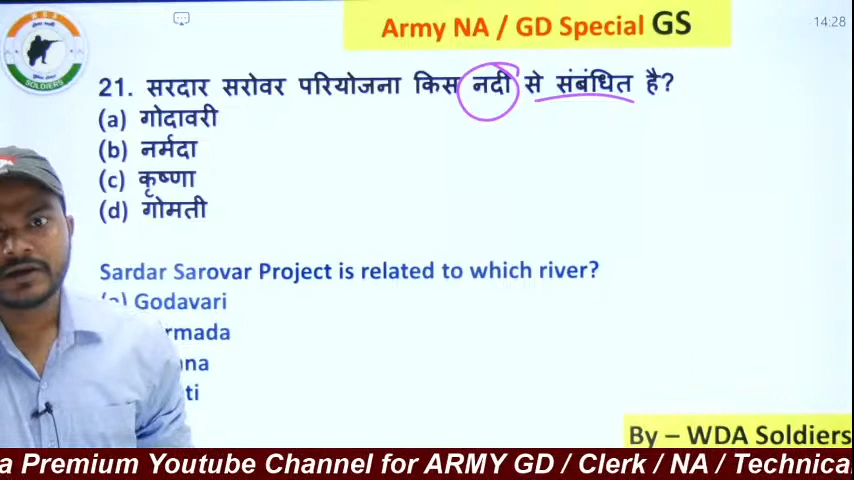 Army NA / GD Special GS
14:28
SOLDIERS
21. सरदार सरोवर परियोजना किस नदी से संबंधित है?
(a) गोदावरी
(b) नर्मदा
(c) कृष्णा
(d) गोमती
Sardar Sarovar Project is related to which river?
(a) Godavari
rmada
na
ti
By – WDA Soldiers
a Premium Youtube Channel for ARMY GD / Clerk / NA / Technica